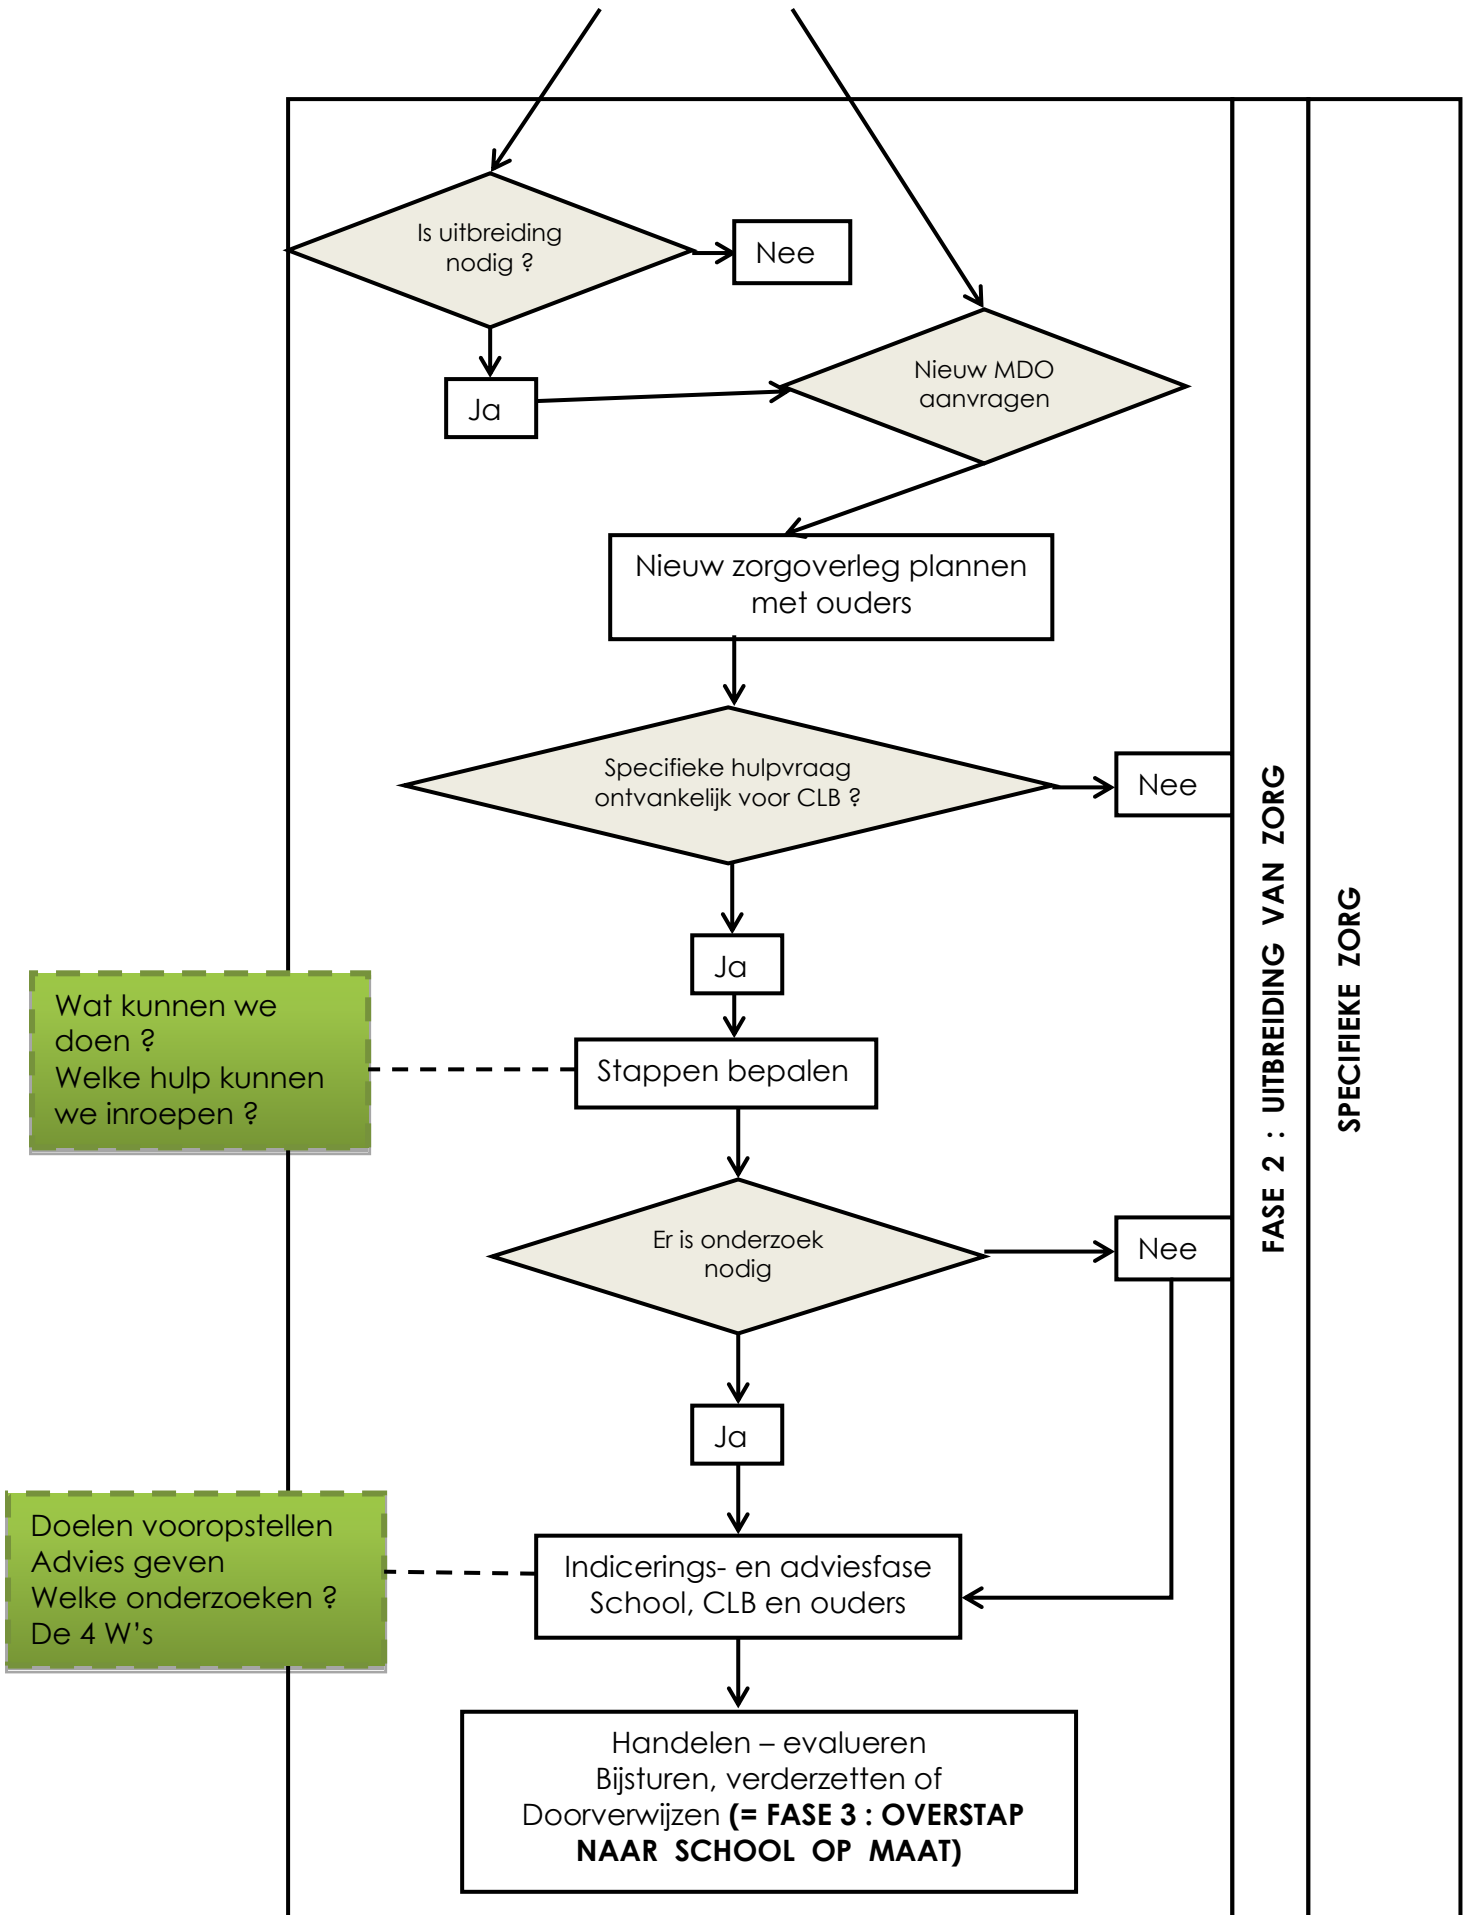 Is uitbreiding
nodig ?
Nee
Ja
Nieuw MDO
aanvragen
Nieuw zorgoverleg plannen
met ouders
Specifieke hulpvraag
ontvankelijk voor CLB ?
Nee
Ja
Wat kunnen we
doen ?
Welke hulp kunnen
we inroepen ?
Stappen bepalen
Er is onderzoek
nodig
Nee
Ja
Doelen vooropstellen
Advies geven
Welke onderzoeken ?
De 4 W's
Indicerings- en adviesfase
School, CLB en ouders
Handelen – evalueren
Bijsturen, verderzetten of
Doorverwijzen (= FASE 3 : OVERSTAP
NAAR SCHOOL OP MAAT)
FASE 2 : UITBREIDING VAN ZORG
SPECIFIEKE ZORG